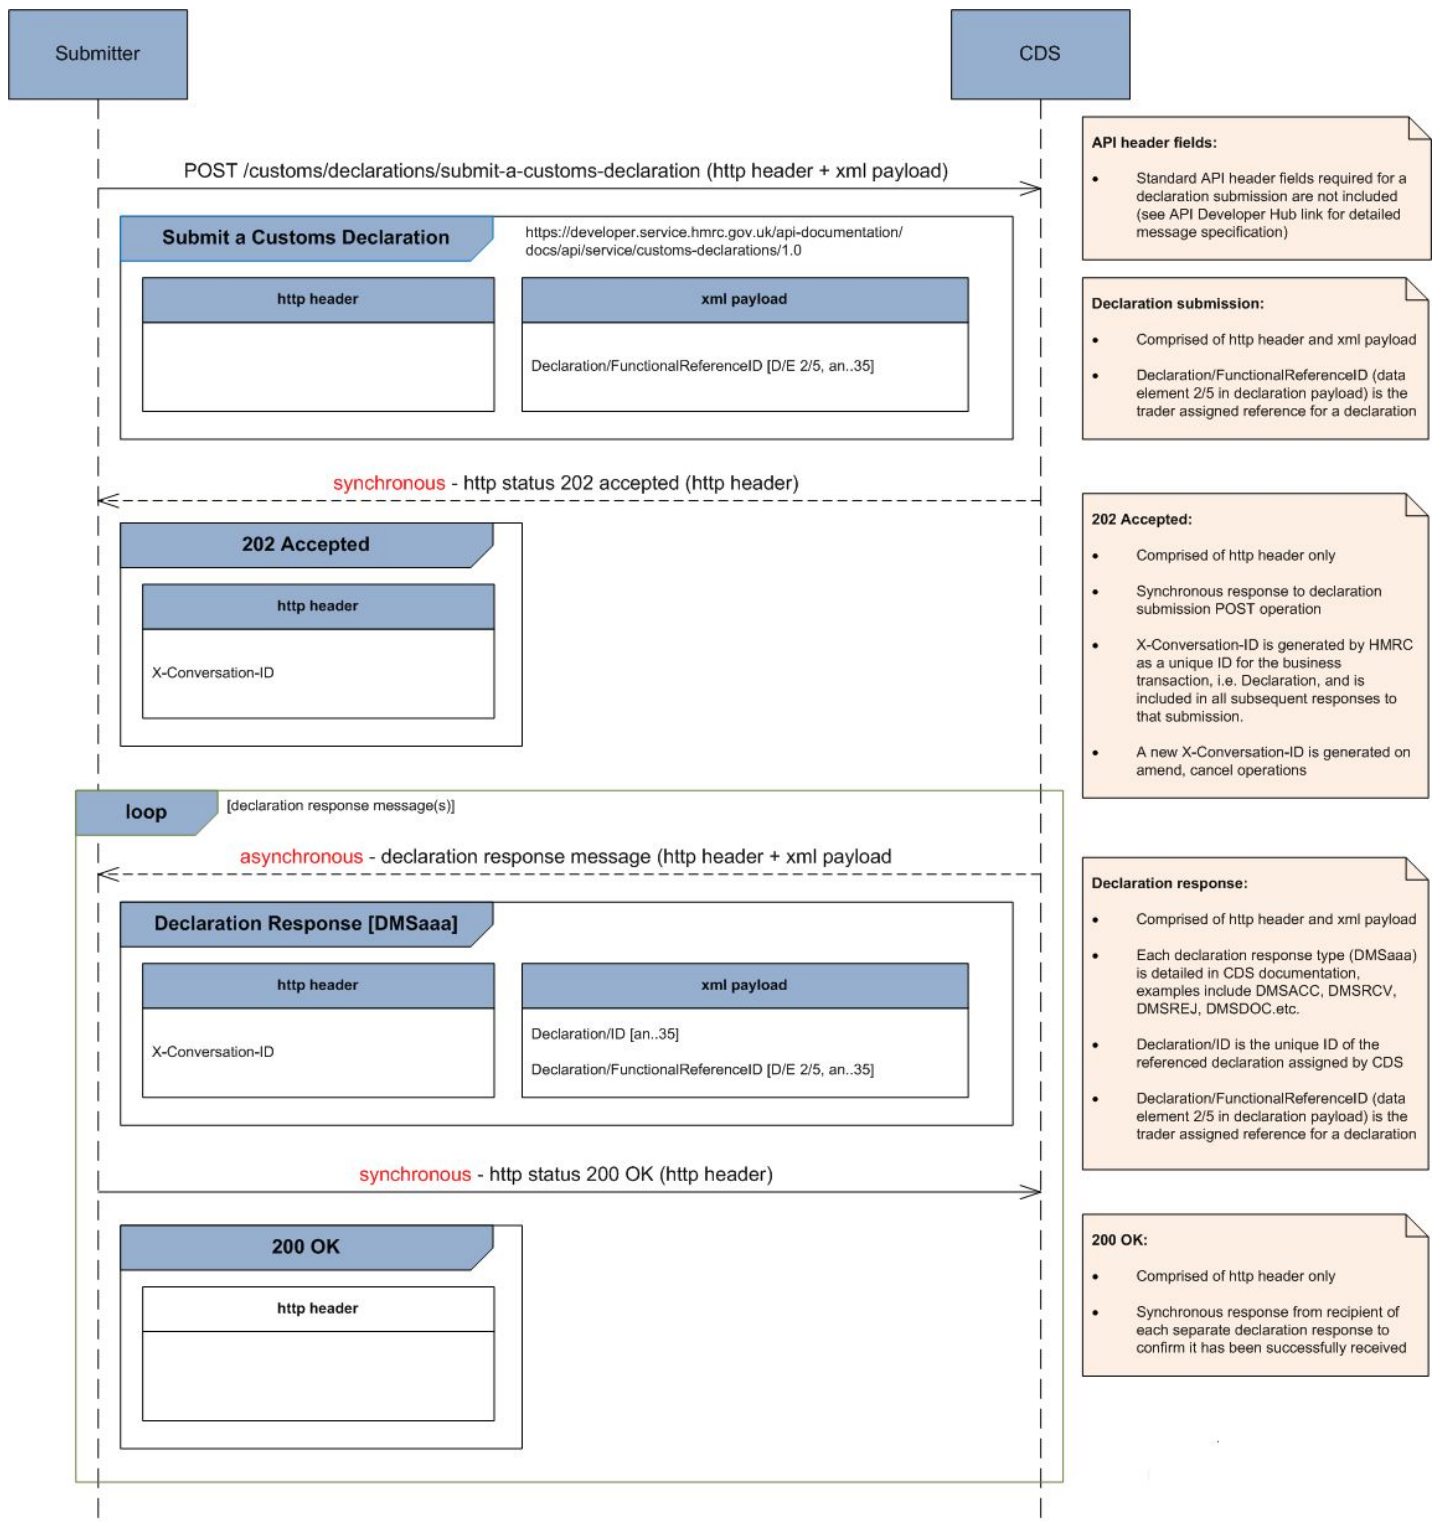 Submitter
CDS
POST /customs/declarations/submit-a-customs-declaration (http header + xml payload)
Submit a Customs Declaration
https://developer.service.hmrc.gov.uk/api-documentation/
docs/api/service/customs-declarations/1.0
http header
xml payload
Declaration/FunctionalReferenceID [D/E 2/5, an..35]
API header fields:
• Standard API header fields required for a
declaration submission are not included
(see API Developer Hub link for detailed
message specification)
Declaration submission:
• Comprised of http header and xml payload
• Declaration/FunctionalReferenceID (data
element 2/5 in declaration payload) is the
trader assigned reference for a declaration
synchronous - http status 202 accepted (http header)
202 Accepted
http header
X-Conversation-ID
202 Accepted:
• Comprised of http header only
• Synchronous response to declaration
submission POST operation
• X-Conversation-ID is generated by HMRC
as a unique ID for the business
transaction, i.e. Declaration, and is
included in all subsequent responses to
that submission.
• A new X-Conversation-ID is generated on
amend, cancel operations
loop
[declaration response message(s)]
asynchronous - declaration response message (http header + xml payload
Declaration Response [DMSaaa]
http header
xml payload
X-Conversation-ID
Declaration/ID [an..35]
Declaration/FunctionalReferenceID [D/E 2/5, an..35]
Declaration response:
• Comprised of http header and xml payload
• Each declaration response type (DMSaaa)
is detailed in CDS documentation,
examples include DMSACC, DMSRCV,
DMSREJ, DMSDOC.etc.
• Declaration/ID is the unique ID of the
referenced declaration assigned by CDS
• Declaration/FunctionalReferenceID (data
element 2/5 in declaration payload) is the
trader assigned reference for a declaration
synchronous - http status 200 OK (http header)
200 OK
http header
200 OK:
• Comprised of http header only
• Synchronous response from recipient of
each separate declaration response to
confirm it has been successfully received